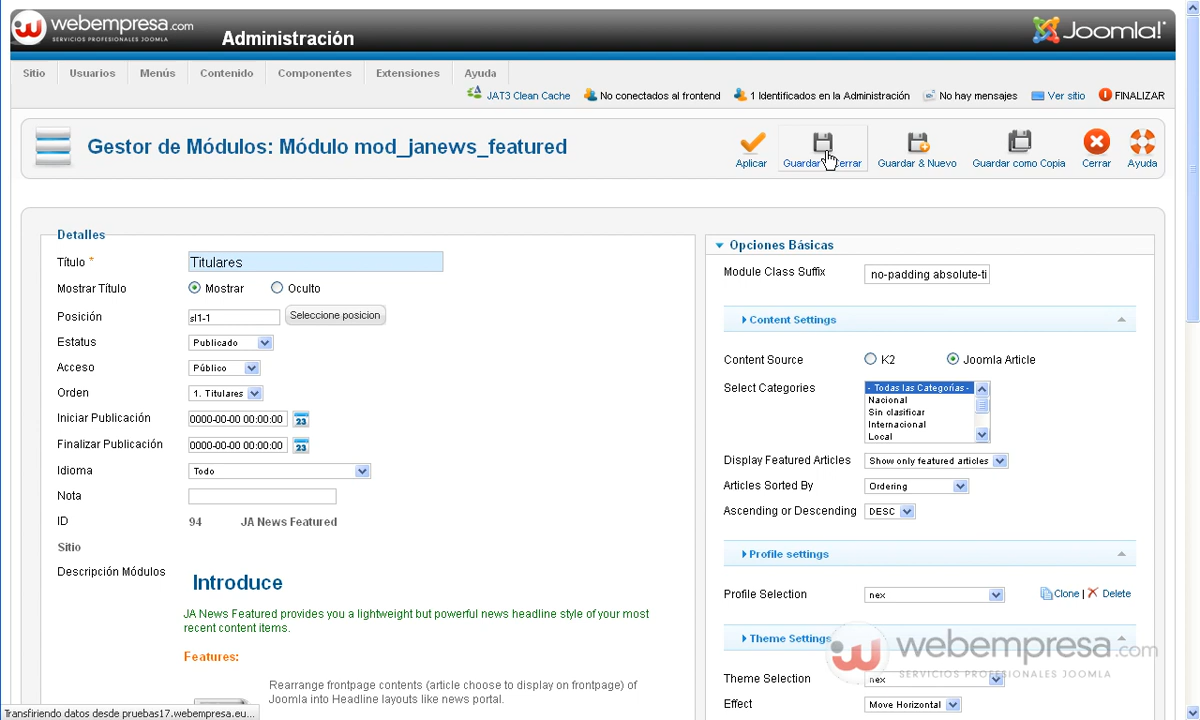 webempresa.com
SERVICIOS PROFESIONALES JOOMLA
Administración
Joomla!
Sitio Usuarios Menús Contenido Componentes Extensiones Ayuda
JAT3 Clean Cache No conectados al frontend 1 Identificados en la Administración No hay mensajes Ver sitio FINALIZAR
Gestor de Módulos: Módulo mod_janews_featured
Aplicar Guardar Cerrar Guardar & Nuevo Guardar como Copia Cerrar Ayuda
Detalles
Título *
Titulares
Mostrar Título
Mostrar Oculto
Posición
sl1-1
Seleccione posicion
Estatus
Publicado
Acceso
Público
Orden
1. Titulares
Iniciar Publicación
0000-00-00 00:00:00
23
Finalizar Publicación
0000-00-00 00:00:00
23
Idioma
Todo
Nota
ID
94 JA News Featured
Sitio
Descripción Módulos
Introduce
JA News Featured provides you a lightweight but powerful news headline style of your most
recent content items.
Features:
Rearrange frontpage contents (article choose to display on frontpage) of
Joomla into Headline layouts like news portal.
Opciones Básicas
Module Class Suffix
no-padding absolute-ti
Content Settings
Content Source
K2 Joomla Article
Select Categories
- Todas las Categorías -
Nacional
Sin clasificar
Internacional
Local
Display Featured Articles
Show only featured articles
Articles Sorted By
Ordering
Ascending or Descending
DESC
Profile settings
Profile Selection
nex
Clone | Delete
Theme Settings
Theme Selection
nex
Effect
Move Horizontal
webempresa.com
SERVICIOS PROFESIONALES JOOMLA
Transfiriendo datos desde pruebas17.webempresa.eu...